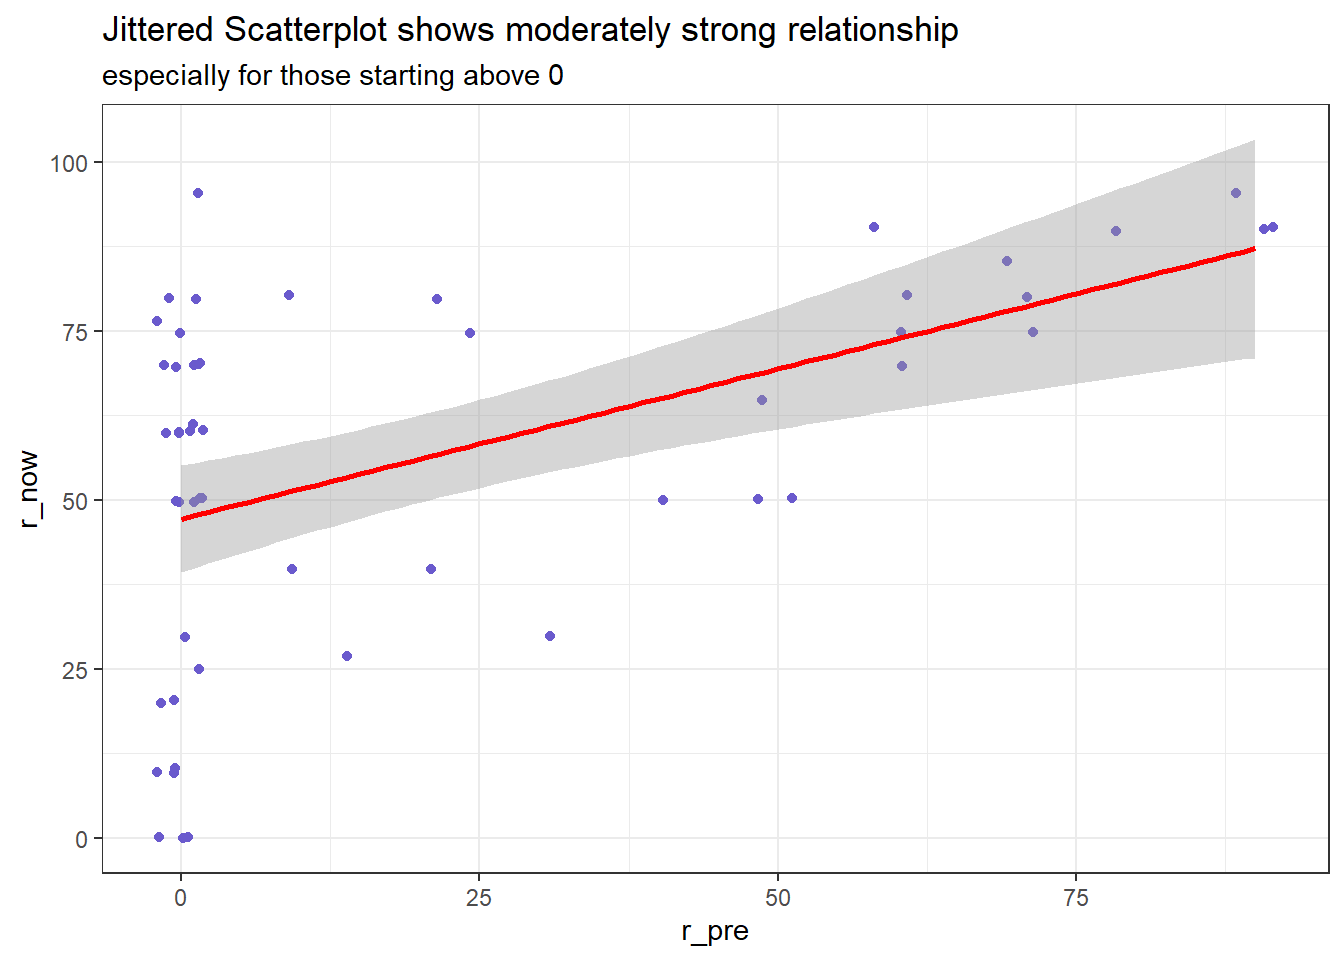 Jittered Scatterplot shows moderately strong relationship
especially for those starting above 0
100
75
50
25
0
r_now
0 25 50 75
r_pre